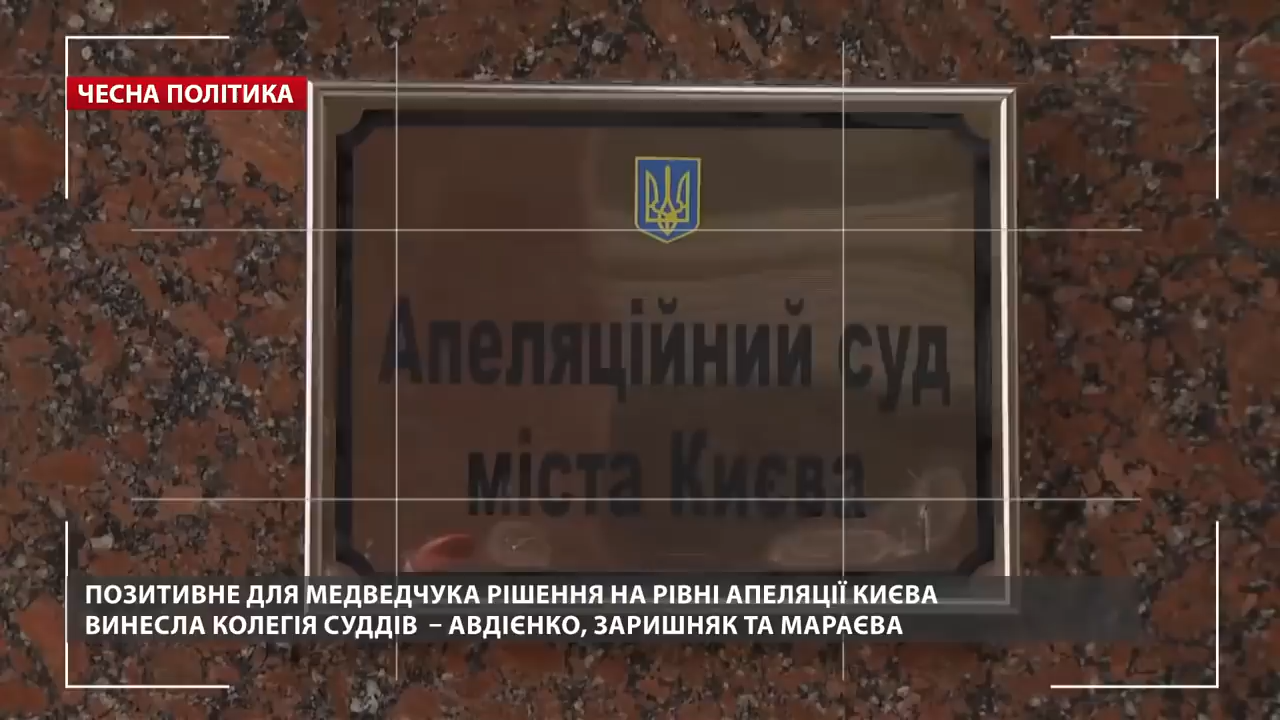 ЧЕСНА ПОЛІТИКА
Апеляційний суд
міста Києва
ПОЗИТИВНЕ ДЛЯ МЕДВЕДЧУКА РІШЕННЯ НА РІВНІ АПЕЛЯЦІЇ КИЄВА
ВИНЕСЛА КОЛЕГІЯ СУДДІВ – АВДІЄНКО, ЗАРИШНЯК ТА МАРАЄВА